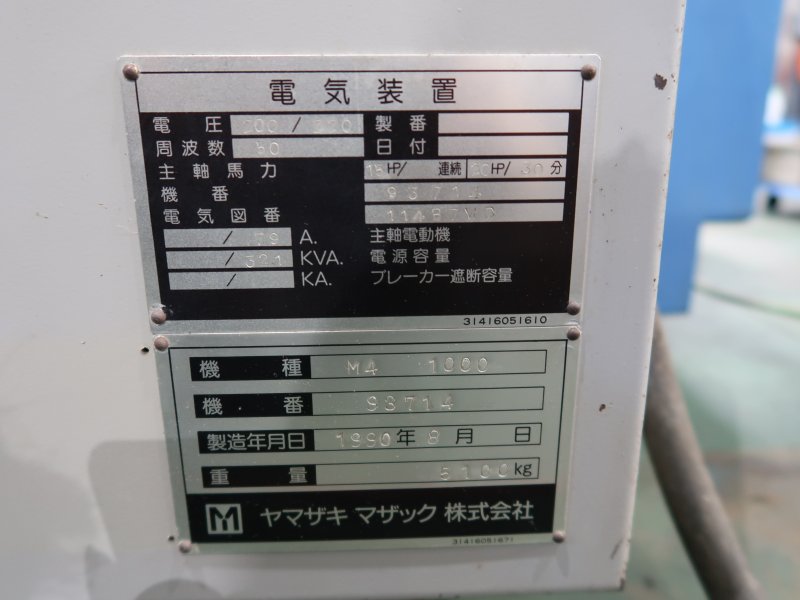 電気装置
電圧 200/220 製番
周波数 60 日付
主軸馬力 15HP/連続 20HP/30分
機番 93714
電気図番
/79 A. 主軸電動機
/321 KVA. 電源容量
/ KA. ブレーカー遮断容量
31416051610
機種 M4 1000
機番 93714
製造年月日 1990年8月 日
重量 5100kg
M ヤマザキ マザック 株式会社
31416051671